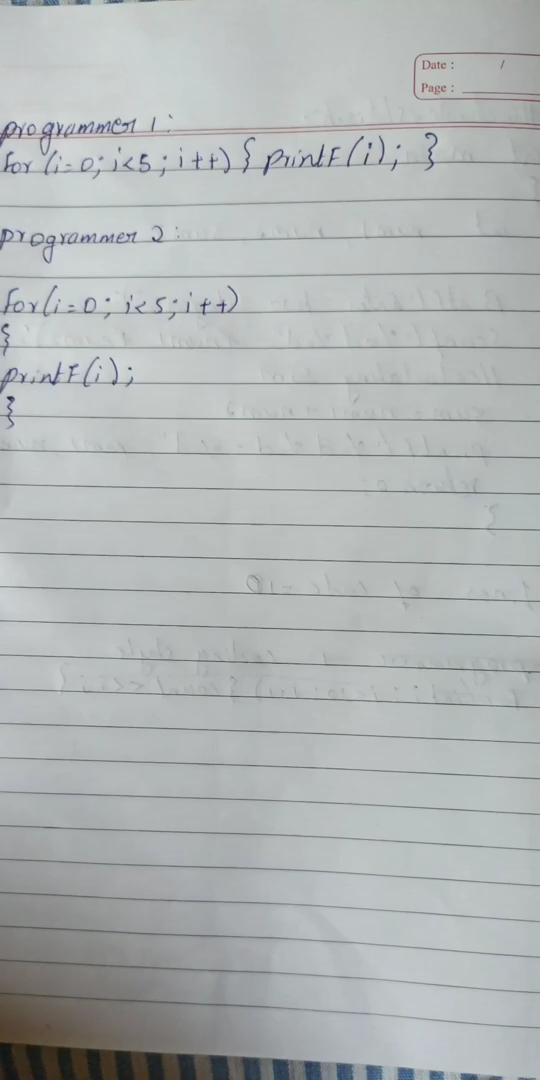 Date : /
Page :
programmer 1:
for (i=0; i<5; i++) { printf(i); }
programmer 2:
for(i=0; i<5; i++)
{
printf(i);
}